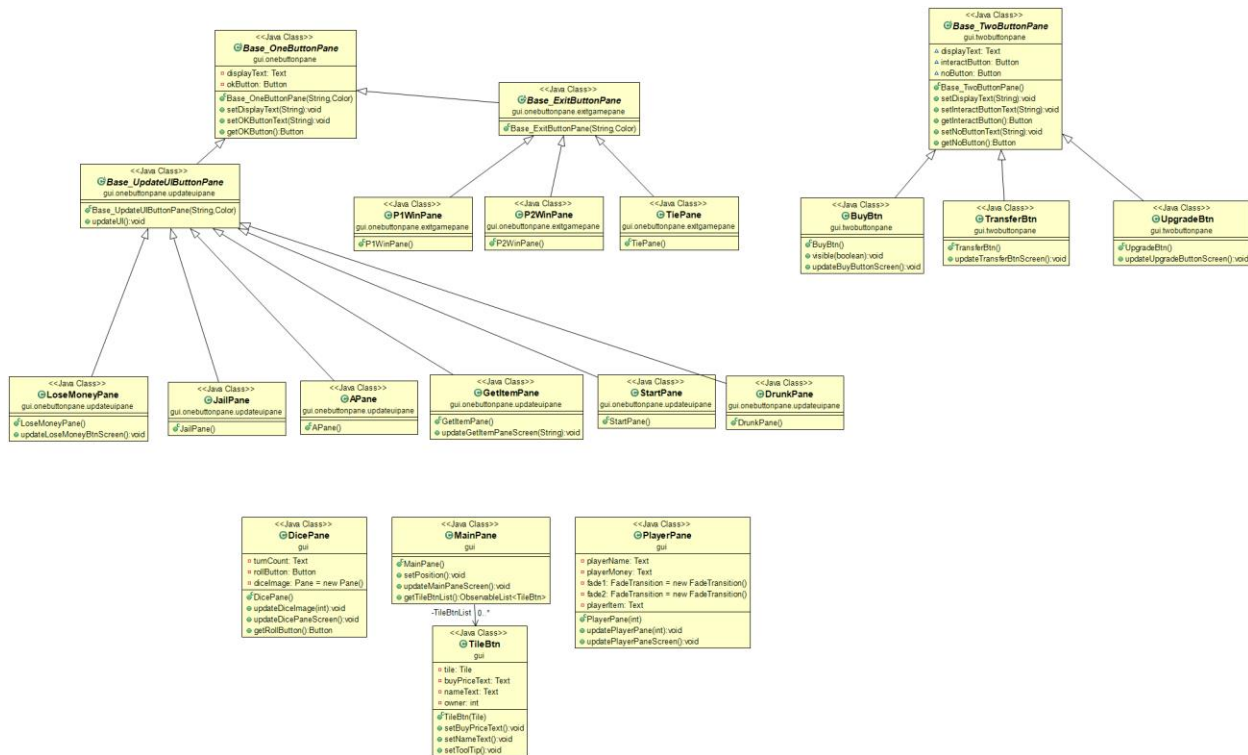 <<Java Class>>
Base_OneButtonPane
gui.onebuttonpane
displayText: Text
okButton: Button
Base_OneButtonPane(String,Color)
setDisplayText(String):void
setOKButtonText(String):void
getOKButton():Button
<<Java Class>>
Base_ExitButtonPane
gui.onebuttonpane.exitgamepane
Base_ExitButtonPane(String,Color)
<<Java Class>>
Base_TwoButtonPane
gui.twobuttonpane
displayText: Text
interactButton: Button
noButton: Button
Base_TwoButtonPane()
setDisplayText(String):void
setInteractButtonText(String):void
getInteractButton():Button
setNoButtonText(String):void
getNoButton():Button
<<Java Class>>
Base_UpdateUIButtonPane
gui.onebuttonpane.updateuipane
Base_UpdateUIButtonPane(String,Color)
updateUI():void
<<Java Class>>
P1WinPane
gui.onebuttonpane.exitgamepane
P1WinPane()
<<Java Class>>
P2WinPane
gui.onebuttonpane.exitgamepane
P2WinPane()
<<Java Class>>
TiePane
gui.onebuttonpane.exitgamepane
TiePane()
<<Java Class>>
BuyBtn
gui.twobuttonpane
BuyBtn()
visible(boolean):void
updateBuyButtonScreen():void
<<Java Class>>
TransferBtn
gui.twobuttonpane
TransferBtn()
updateTransferBtnScreen():void
<<Java Class>>
UpgradeBtn
gui.twobuttonpane
UpgradeBtn()
updateUpgradeButtonScreen():void
<<Java Class>>
LoseMoneyPane
gui.onebuttonpane.updateuipane
LoseMoneyPane()
updateLoseMoneyBtnScreen():void
<<Java Class>>
JailPane
gui.onebuttonpane.updateuipane
JailPane()
<<Java Class>>
APane
gui.onebuttonpane.updateuipane
APane()
<<Java Class>>
GetItemPane
gui.onebuttonpane.updateuipane
GetItemPane()
updateGetItemPaneScreen(String):void
<<Java Class>>
StartPane
gui.onebuttonpane.updateuipane
StartPane()
<<Java Class>>
DrunkPane
gui.onebuttonpane.updateuipane
DrunkPane()
<<Java Class>>
DicePane
gui
turnCount: Text
rollButton: Button
diceImage: Pane = new Pane()
DicePane()
updateDiceImage(int):void
updateDicePaneScreen():void
getRollButton():Button
<<Java Class>>
MainPane
gui
MainPane()
setPosition():void
updateMainPaneScreen():void
getTileBtnList():ObservableList<TileBtn>
-TileBtnList 0..*
<<Java Class>>
PlayerPane
gui
playerName: Text
playerMoney: Text
fade1: FadeTransition = new FadeTransition()
fade2: FadeTransition = new FadeTransition()
playerItem: Text
PlayerPane(int)
updatePlayerPane(int):void
updatePlayerPaneScreen():void
<<Java Class>>
TileBtn
gui
tile: Tile
buyPriceText: Text
nameText: Text
owner: int
TileBtn(Tile)
setBuyPriceText():void
setNameText():void
setToolTip():void